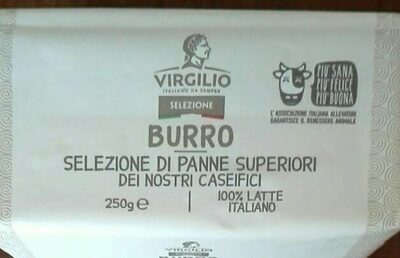 VIRGILIO
ITALIANO DA SEMPRE
SELEZIONE
PIÙ SANA
PIÙ FELICE
PIÙ BUONA
L'ASSOCIAZIONE ITALIANA ALLEVATORI
GARANTISCE IL BENESSERE ANIMALE
BURRO
SELEZIONE DI PANNE SUPERIORI
DEI NOSTRI CASEIFICI
250g e | 100% LATTE
ITALIANO
VIRGILIO
BURRO